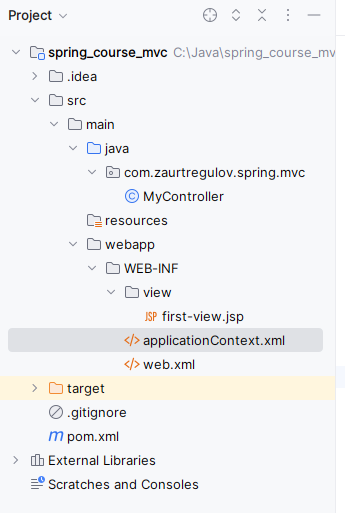 Project
spring_course_mvc C:\Java\spring_course_mv
.idea
src
main
java
com.zaurtregulov.spring.mvc
MyController
resources
webapp
WEB-INF
view
JSP first-view.jsp
applicationContext.xml
web.xml
target
.gitignore
pom.xml
External Libraries
Scratches and Consoles